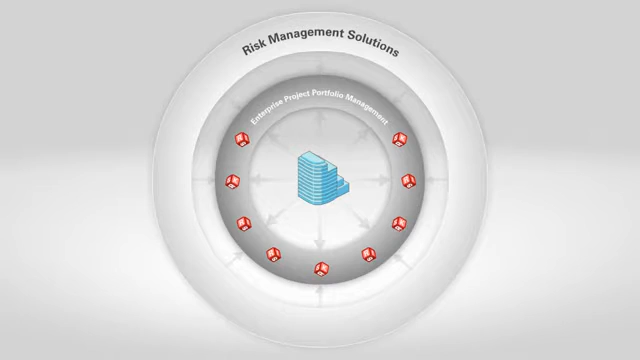 Risk Management Solutions
Enterprise Project Portfolio Management